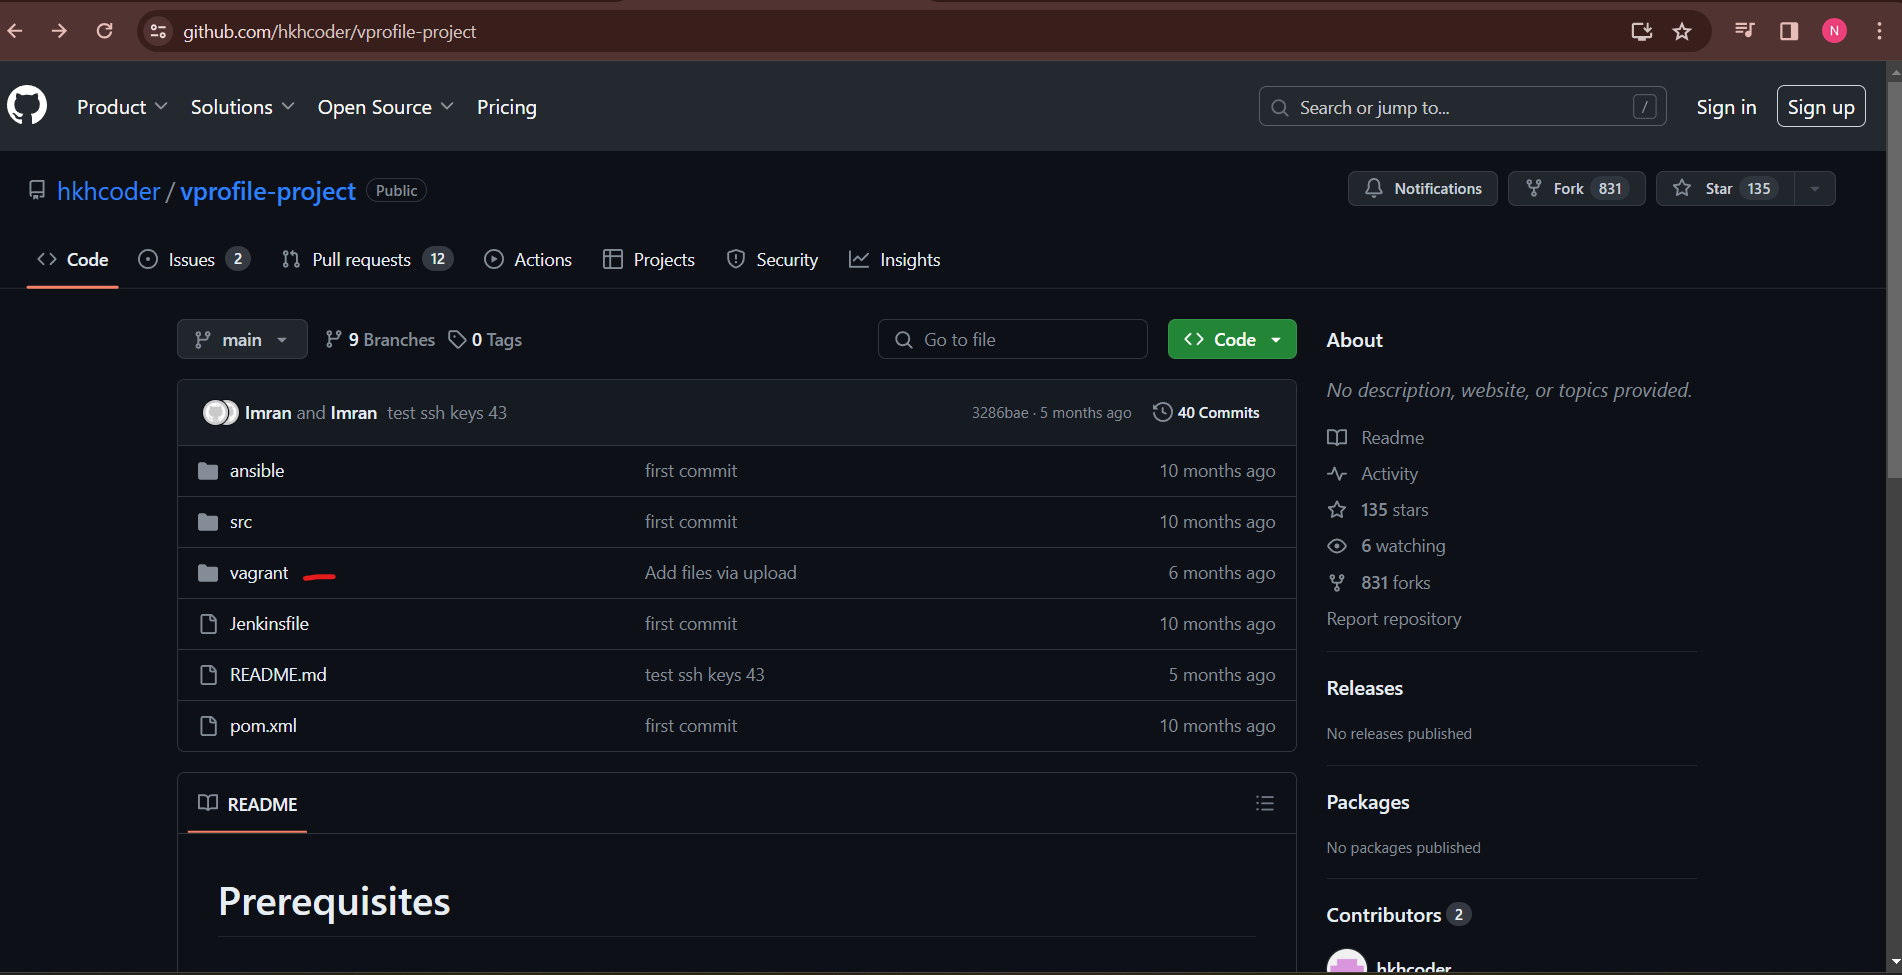 github.com/hkhcoder/vprofile-project
N
Product Solutions Open Source Pricing
Search or jump to... /
Sign in
Sign up
hkhcoder / vprofile-project Public
Notifications
Fork 831
Star 135
Code
Issues 2
Pull requests 12
Actions
Projects
Security
Insights
main
9 Branches
0 Tags
Go to file
Code
Imran and Imran test ssh keys 43 3286bae · 5 months ago 40 Commits
ansible first commit 10 months ago
src first commit 10 months ago
vagrant Add files via upload 6 months ago
Jenkinsfile first commit 10 months ago
README.md test ssh keys 43 5 months ago
pom.xml first commit 10 months ago
README
Prerequisites
About
No description, website, or topics provided.
Readme
Activity
135 stars
6 watching
831 forks
Report repository
Releases
No releases published
Packages
No packages published
Contributors 2
hkhcoder